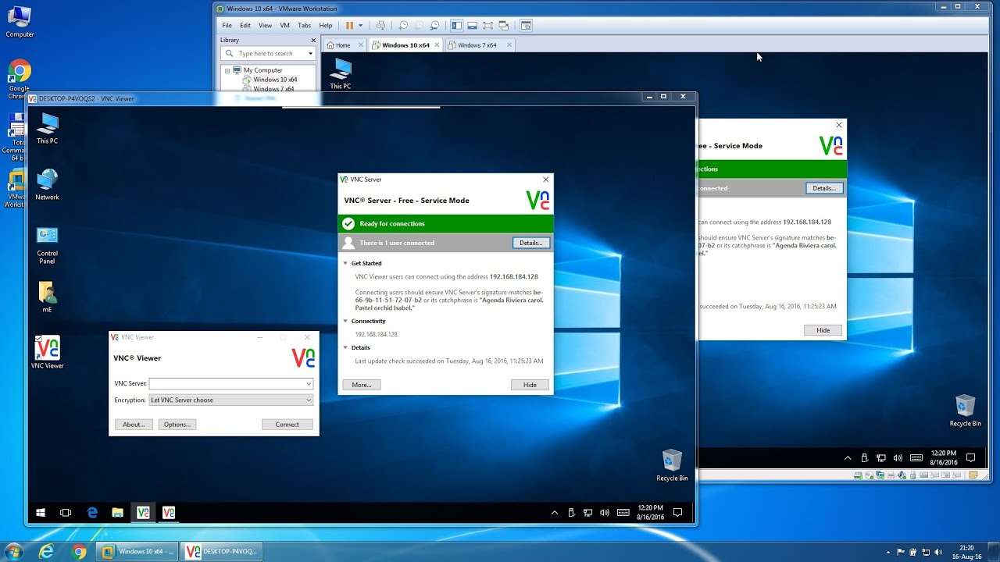 Computer
Google
Chro
Tota
Comma
64 b
VMw
Workst
Windows 10 x64 - VMware Workstation
File Edit View VM Tabs Help
Library
Type here to search
My Computer
Windows 10 x64
Windows 7 x64
Home
Windows 10 x64
Windows 7 x64
This PC
DESKTOP-P4VOQS2 - VNC Viewer
This PC
Network
Control
Panel
mE
VNC Viewer
VNC Server
VNC® Server - Free - Service Mode
Ready for connections
There is 1 user connected
Details...
Get Started
VNC Viewer users can connect using the address 192.168.184.128
Connecting users should ensure VNC Server's signature matches be-
66-9b-11-51-72-07-b2 or its catchphrase is "Agenda Riviera carol.
Pastel orchid Isabel."
Connectivity
192.168.184.128
Details
Last update check succeeded on Tuesday, Aug 16, 2016, 11:25:23 AM
More...
Hide
VNC Viewer
VNC® Viewer
VNC Server:
Encryption: Let VNC Server choose
About...
Options...
Connect
Recycle Bin
12:20 PM
8/16/2016
ee - Service Mode
ctions
onnected
Details...
can connect using the address 192.168.184.128
should ensure VNC Server's signature matches be-
07-b2 or its catchphrase is "Agenda Riviera carol.
el."
succeeded on Tuesday, Aug 16, 2016, 11:25:23 AM
Hide
Recycle Bin
12:20 PM
8/16/2016
Windows 10 x64 - ...
DESKTOP-P4VOQ...
21:20
16-Aug-16